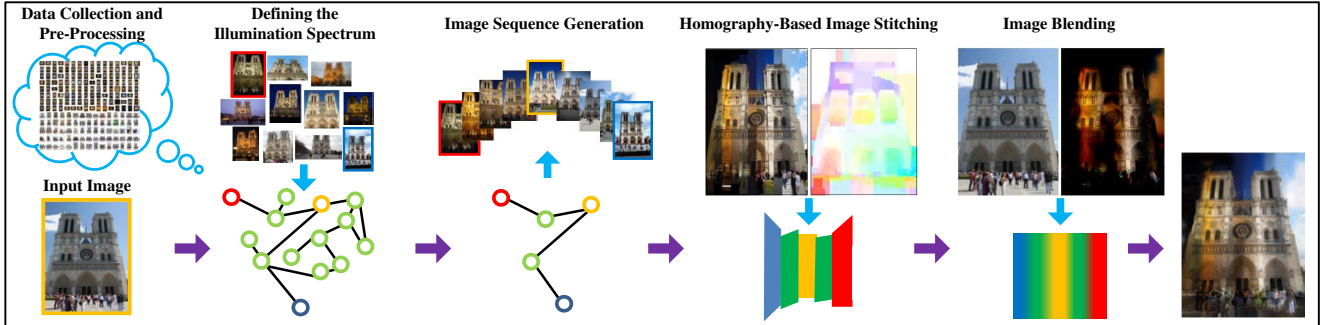 Data Collection and
Pre-Processing
Input Image
Defining the
Illumination Spectrum
Image Sequence Generation
Homography-Based Image Stitching
Image Blending